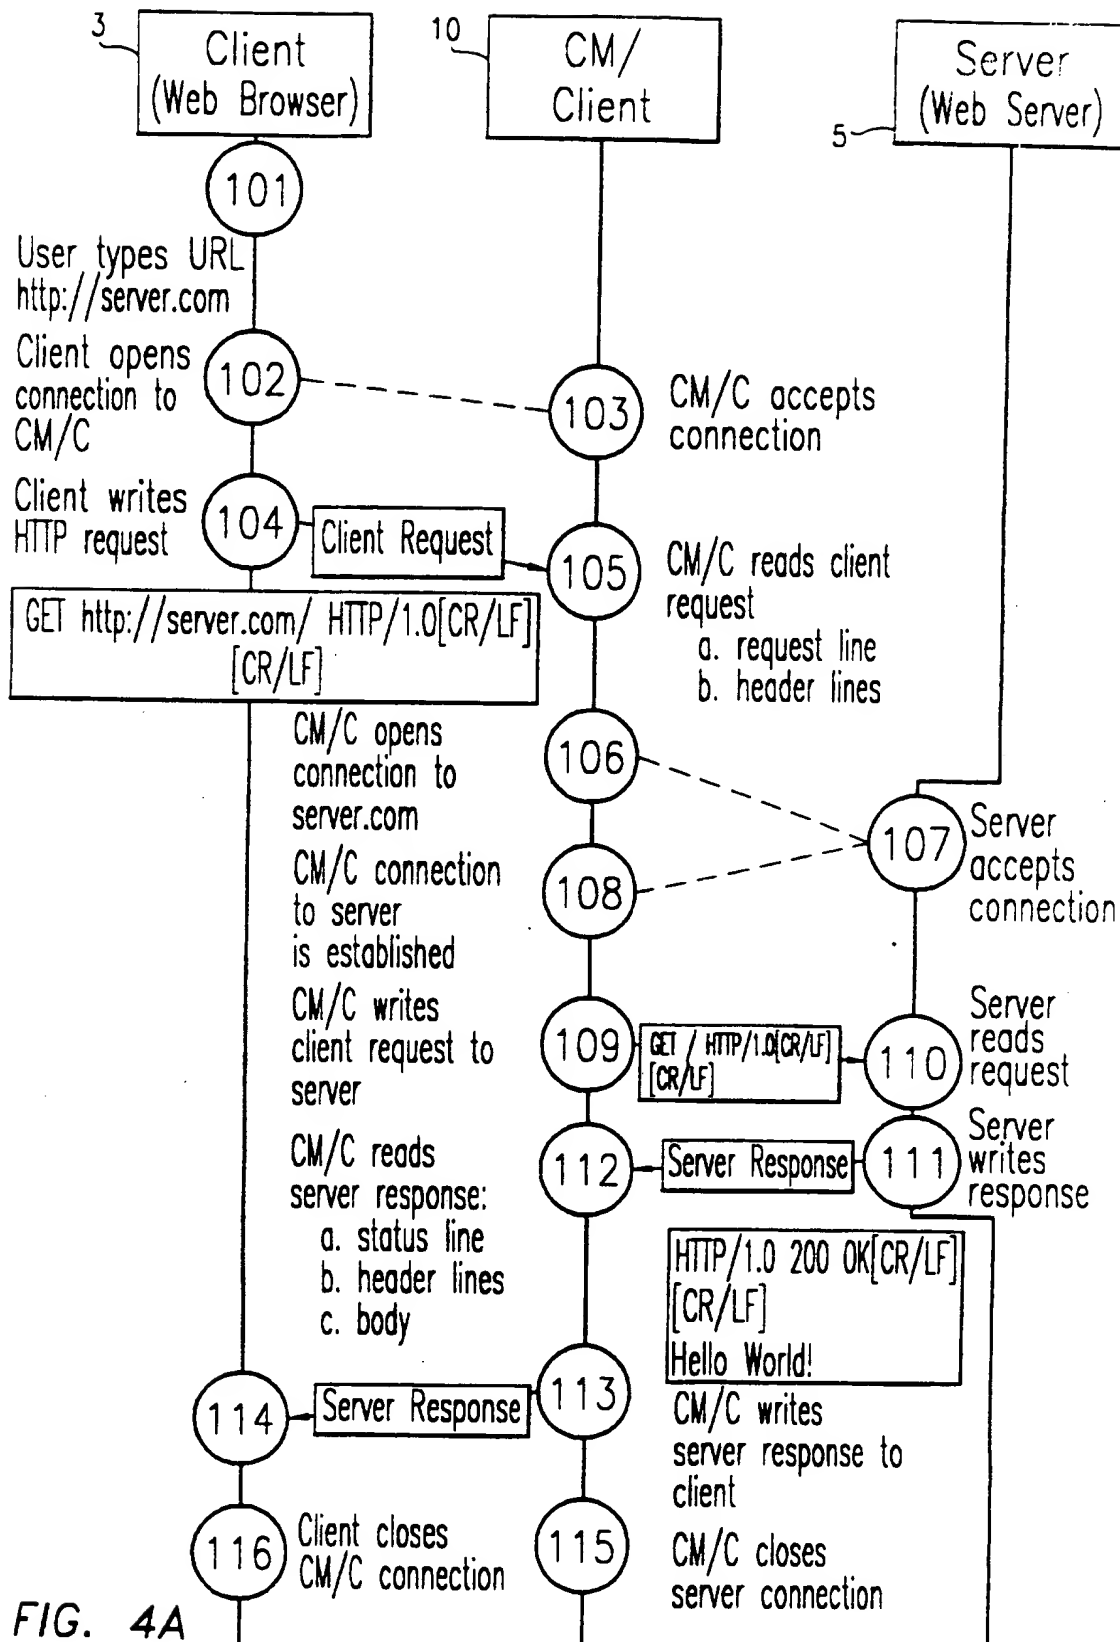 3
Client
(Web Browser)
10
CM/
Client
Server
(Web Server)
5
101
User types URL
http://server.com
Client opens
connection to
CM/C
102
103
CM/C accepts
connection
Client writes
HTTP request
104
Client Request
105
CM/C reads client
request
a. request line
b. header lines
GET http://server.com/ HTTP/1.0[CR/LF]
[CR/LF]
CM/C opens
connection to
server.com
106
107
Server
accepts
connection
CM/C connection
to server
is established
108
CM/C writes
client request to
server
109
GET / HTTP/1.0[CR/LF]
[CR/LF]
110
Server
reads
request
CM/C reads
server response:
a. status line
b. header lines
c. body
112
Server Response
111
Server
writes
response
HTTP/1.0 200 OK[CR/LF]
[CR/LF]
Hello World!
114
Server Response
113
CM/C writes
server response to
client
116
Client closes
CM/C connection
115
CM/C closes
server connection
FIG. 4A